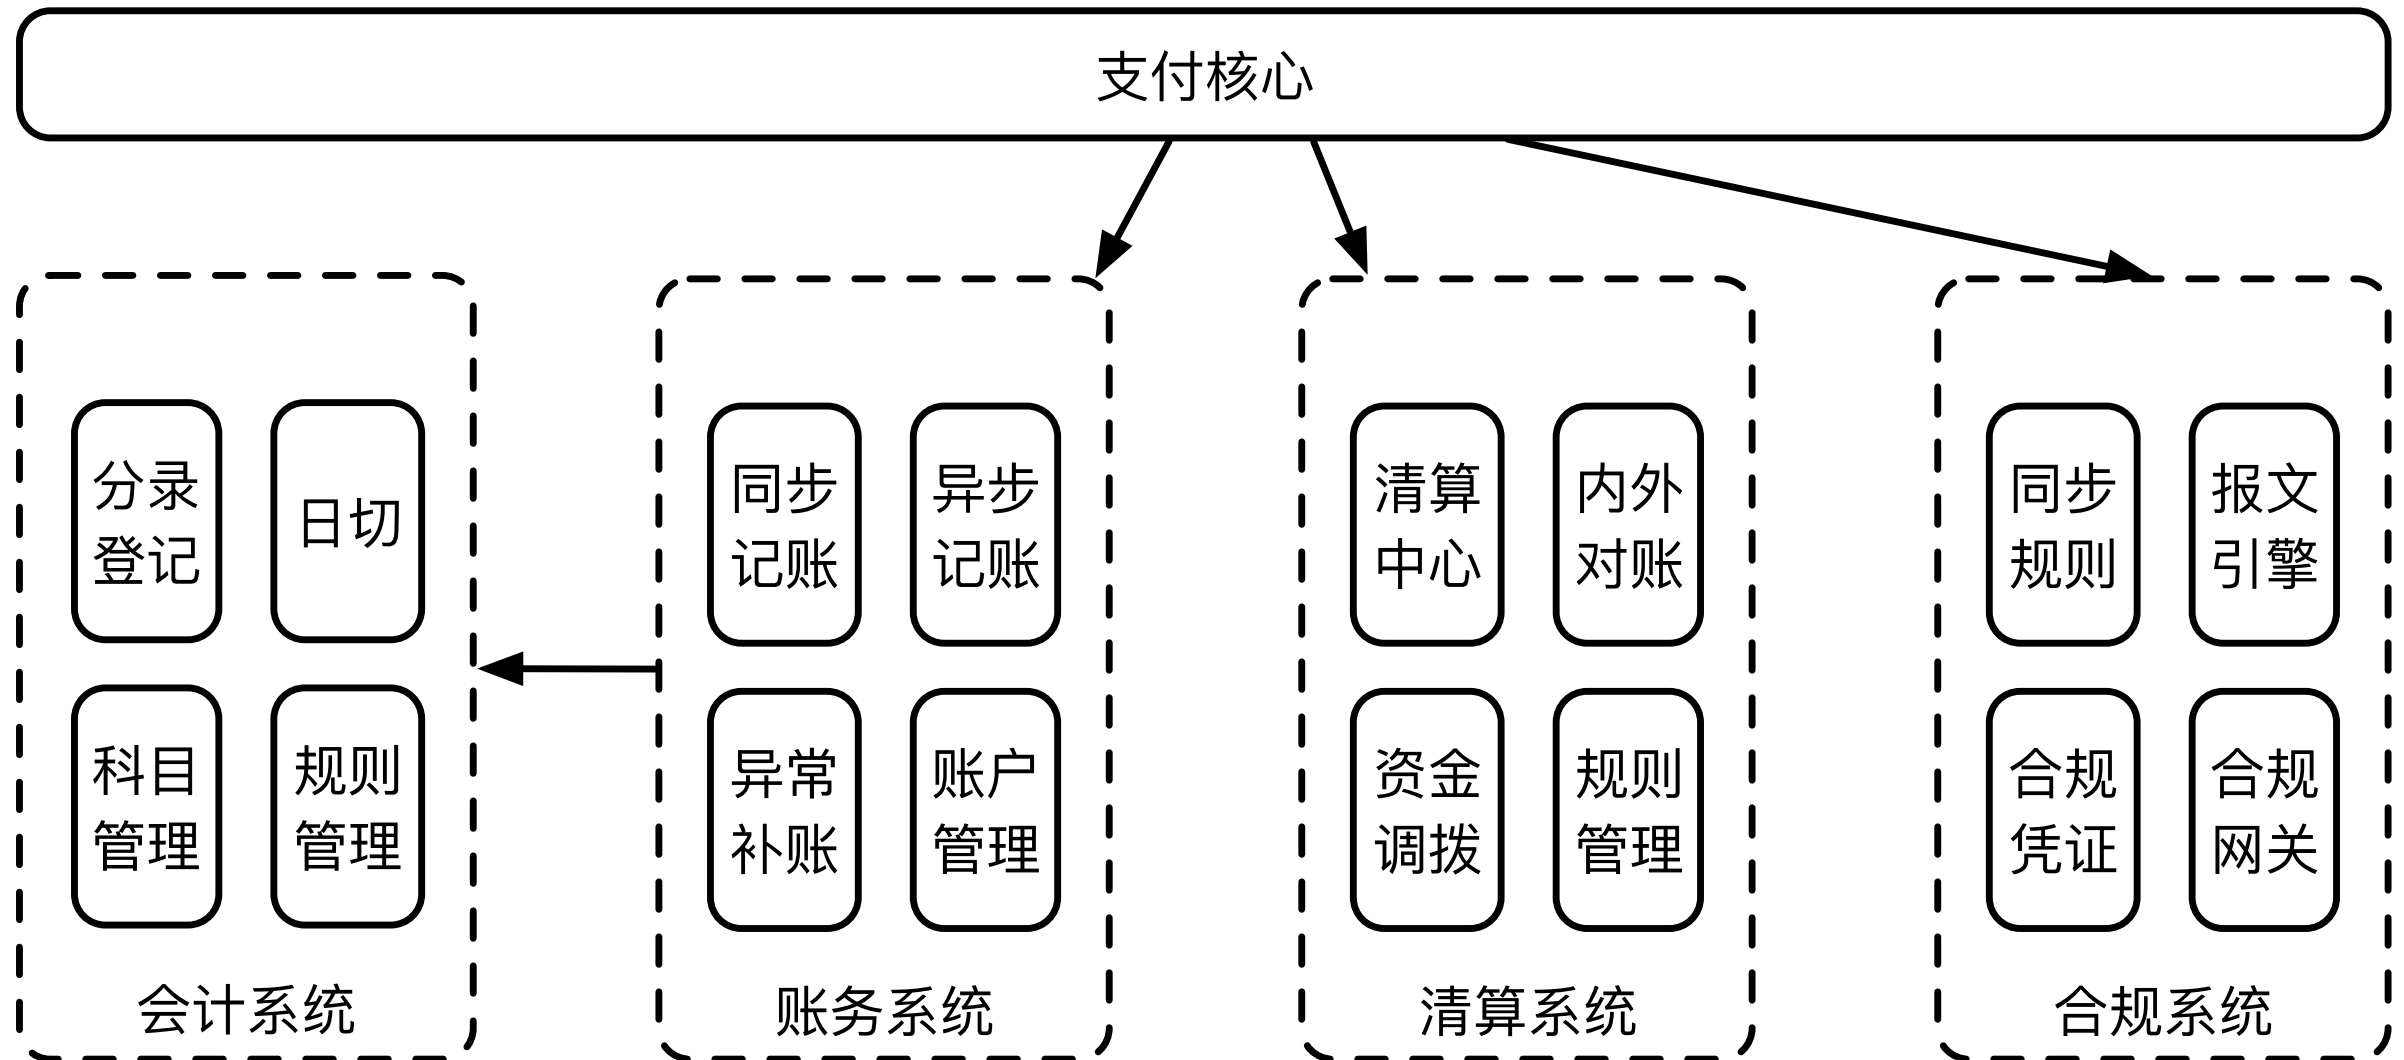 支付核心
分录
登记
日切
科目
管理
规则
管理
会计系统
同步
记账
异步
记账
异常
补账
账户
管理
账务系统
清算
中心
内外
对账
资金
调拨
规则
管理
清算系统
同步
规则
报文
引擎
合规
凭证
合规
网关
合规系统